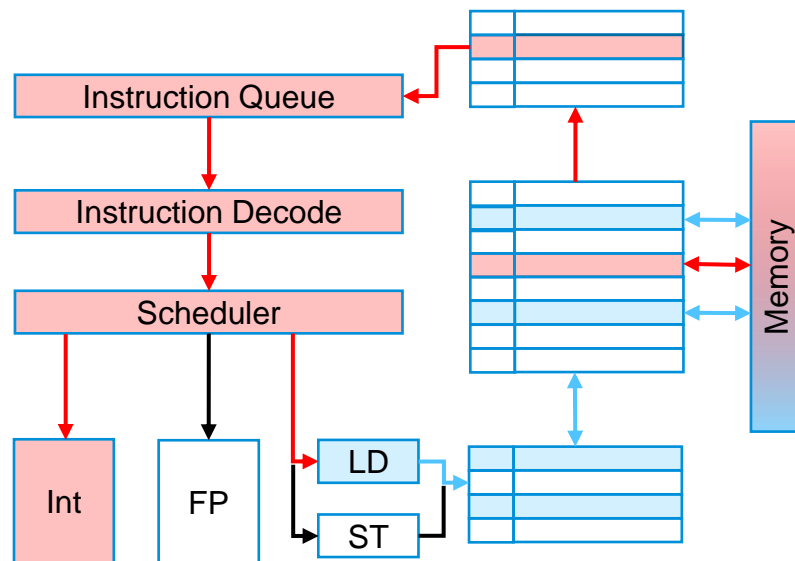 Instruction Queue
Instruction Decode
Scheduler
Memory
Int
FP
LD
ST